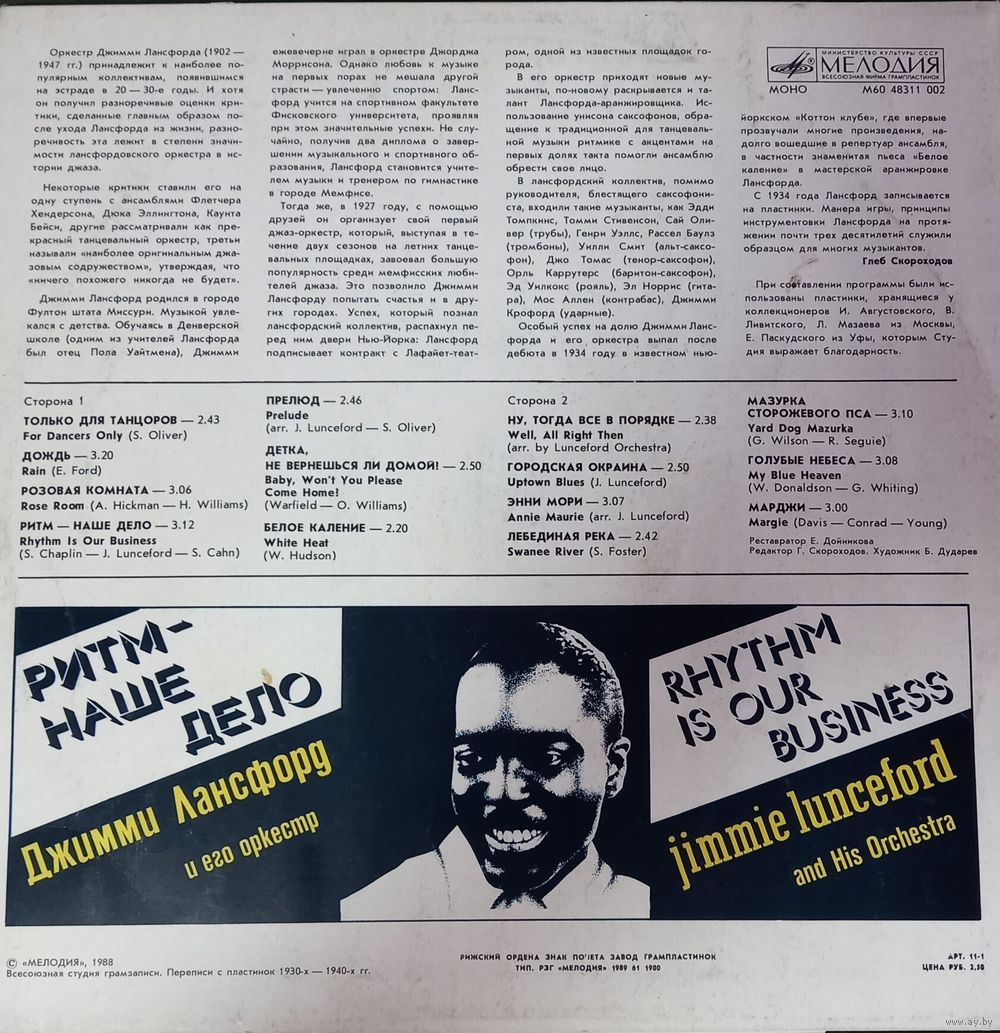 Оркестр Джимми Лансфорда (1902 —
1947 гг.) принадлежит к наиболее по-
пулярным коллективам, появившимся
на эстраде в 20 — 30-е годы. И хотя
он получил разноречивые оценки кри-
тики, сделанные главным образом по-
сле ухода Лансфорда из жизни, разно-
речивость эта лежит в степени значи-
мости лансфордовского оркестра в ис-
тории джаза.
Некоторые критики ставили его на
одну ступень с ансамблями Флетчера
Хендерсона, Дюка Эллингтона, Каунта
Бейси, другие рассматривали как пре-
красный танцевальный оркестр, третьи
называли «наиболее оригинальным джа-
зовым содружеством», утверждая, что
«ничего похожего никогда не будет».
Джимми Лансфорд родился в городе
Фултон штата Миссури. Музыкой увле-
кался с детства. Обучаясь в Денверской
школе (одним из учителей Лансфорда
был отец Пола Уайтмена), Джимми
ежевечерне играл в оркестре Джорджа
Моррисона. Однако любовь к музыке
на первых порах не мешала другой
страсти — увлечению спортом: Ланс-
форд учится на спортивном факультете
Фисковского университета, проявляя
при этом значительные успехи. Не слу-
чайно, получив два диплома о завер-
шении музыкального и спортивного об-
разования, Лансфорд становится учите-
лем музыки и тренером по гимнастике
в городе Мемфисе.
Тогда же, в 1927 году, с помощью
друзей он организует свой первый
джаз-оркестр, который, выступая в те-
чение двух сезонов на летних танце-
вальных площадках, завоевал большую
популярность среди мемфисских люби-
телей джаза. Это позволило Джимми
Лансфорду попытать счастья и в дру-
гих городах. Успех, который познал
лансфордский коллектив, распахнул пе-
ред ним двери Нью-Йорка: Лансфорд
подписывает контракт с Лафайет-теат-
ром, одной из известных площадок го-
рода.
В его оркестр приходят новые му-
зыканты, по-новому раскрывается и та-
лант Лансфорда-аранжировщика. Ис-
пользование унисона саксофонов, обра-
щение к традиционной для танцеваль-
ной музыки ритмике с акцентами на
первых долях такта помогли ансамблю
обрести свое лицо.
В лансфордский коллектив, помимо
руководителя, блестящего саксофони-
ста, входили такие музыканты, как Эдди
Томпкинс, Томми Стивенсон, Сай Оли-
вер (трубы), Генри Уэллс, Рассел Баулз
(тромбоны), Уилли Смит (альт-саксо-
фон), Джо Томас (тенор-саксофон),
Орль Каррутерс (баритон-саксофон),
Эд Уилкокс (рояль), Эл Норрис (гита-
ра), Мос Аллен (контрабас), Джимми
Крофорд (ударные).
Особый успех на долю Джимми Ланс-
форда и его оркестра выпал после
дебюта в 1934 году в известном нью-
МИНИСТЕРСТВО КУЛЬТУРЫ СССР
МЕЛОДИЯ
ВСЕСОЮЗНАЯ ФИРМА ГРАМПЛАСТИНОК
МОНО М60 48311 002
йоркском «Коттон клубе», где впервые
прозвучали многие произведения, на-
долго вошедшие в репертуар ансамбля,
в частности знаменитая пьеса «Белое
каление» в мастерской аранжировке
Лансфорда.
С 1934 года Лансфорд записывается
на пластинки. Манера игры, принципы
инструментовки Лансфорда на протя-
жении почти трех десятилетий служили
образцом для многих музыкантов.
Глеб Скороходов
При составлении программы были ис-
пользованы пластинки, хранящиеся у
коллекционеров И. Августовского, В.
Ливитского, Л. Мазаева из Москвы,
Е. Паскудского из Уфы, которым Сту-
дия выражает благодарность.
Сторона 1
ТОЛЬКО ДЛЯ ТАНЦОРОВ — 2.43
For Dancers Only (S. Oliver)
ДОЖДЬ — 3.20
Rain (E. Ford)
РОЗОВАЯ КОМНАТА — 3.06
Rose Room (A. Hickman — H. Williams)
РИТМ — НАШЕ ДЕЛО — 3.12
Rhythm Is Our Business
(S. Chaplin — J. Lunceford — S. Cahn)
ПРЕЛЮД — 2.46
Prelude
(arr. J. Lunceford — S. Oliver)
ДЕТКА,
НЕ ВЕРНЕШЬСЯ ЛИ ДОМОЙ! — 2.50
Baby, Won't You Please
Come Home!
(Warfield — O. Williams)
БЕЛОЕ КАЛЕНИЕ — 2.20
White Heat
(W. Hudson)
Сторона 2
НУ, ТОГДА ВСЕ В ПОРЯДКЕ — 2.38
Well, All Right Then
(arr. by Lunceford Orchestra)
ГОРОДСКАЯ ОКРАИНА — 2.50
Uptown Blues (J. Lunceford)
ЭННИ МОРИ — 3.07
Annie Maurie (arr. J. Lunceford)
ЛЕБЕДИНАЯ РЕКА — 2.42
Swanee River (S. Foster)
МАЗУРКА
СТОРОЖЕВОГО ПСА — 3.10
Yard Dog Mazurka
(G. Wilson — R. Seguie)
ГОЛУБЫЕ НЕБЕСА — 3.08
My Blue Heaven
(W. Donaldson — G. Whiting)
МАРДЖИ — 3.00
Margie (Davis — Conrad — Young)
Реставратор Е. Дойникова
Редактор Г. Скороходов. Художник Б. Дударев
РИТМ-
НАШЕ
ДЕЛО
Джимми Лансфорд
и его оркестр
RHYTHM
IS OUR
BUSINESS
jimmie lunceford
and His Orchestra
© «МЕЛОДИЯ», 1988
Всесоюзная студия грамзаписи. Переписи с пластинок 1930-х — 1940-х гг.
РИЖСКИЙ ОРДЕНА ЗНАК ПОЧЕТА ЗАВОД ГРАМПЛАСТИНОК
ТИП. РЗГ «МЕЛОДИЯ» 1989 61 1900
АРТ. 11-1
ЦЕНА РУБ. 2,50
www.ay.by